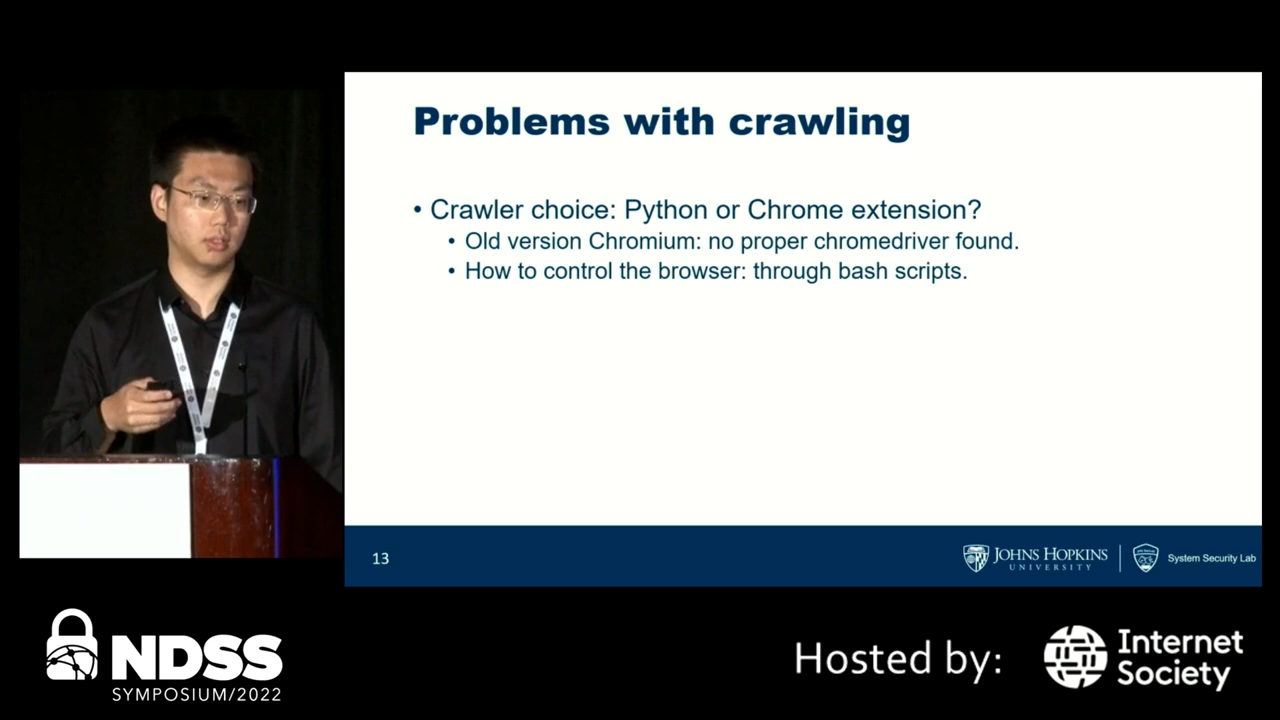 Problems with crawling
• Crawler choice: Python or Chrome extension?
• Old version Chromium: no proper chromedriver found.
• How to control the browser: through bash scripts.
13
JOHNS HOPKINS
UNIVERSITY
System Security Lab
NDSS
SYMPOSIUM/2022
Hosted by:
Internet
Society